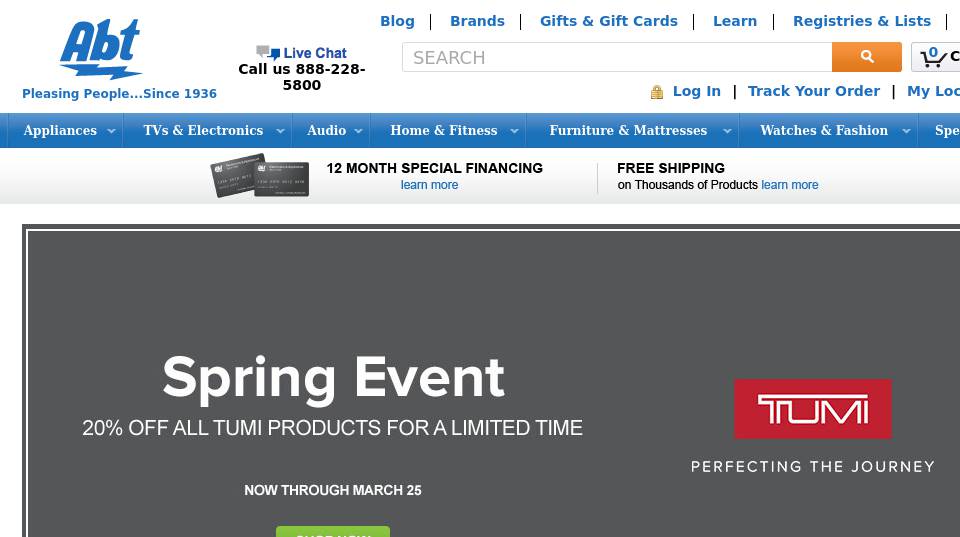 Blog
Brands
Gifts & Gift Cards
Learn
Registries & Lists
Abt
Pleasing People...Since 1936
Live Chat
Call us 888-228-
5800
SEARCH
0
C
Log In
Track Your Order
My Loc
Appliances
TVs & Electronics
Audio
Home & Fitness
Furniture & Mattresses
Watches & Fashion
Spe
12 MONTH SPECIAL FINANCING
learn more
FREE SHIPPING
on Thousands of Products learn more
Spring Event
20% OFF ALL TUMI PRODUCTS FOR A LIMITED TIME
NOW THROUGH MARCH 25
SHOP NOW
TUMI
PERFECTING THE JOURNEY